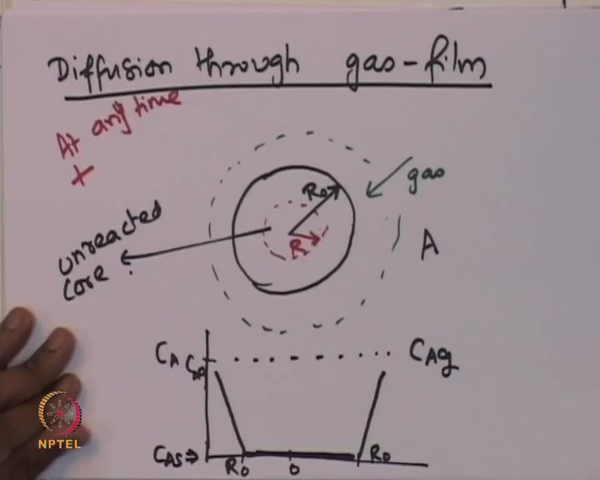 Diffusion through gas-film
At any time
t
R₀
gas
R
A
unreacted
core
CA
CAg
CAS ⇒
R₀ 0 R₀
NPTEL